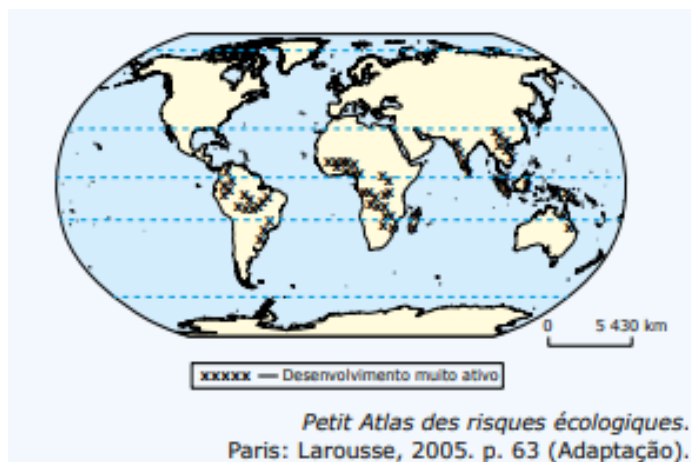 0 5 430 km
xxxxx — Desenvolvimento muito ativo
Petit Atlas des risques écologiques.
Paris: Larousse, 2005. p. 63 (Adaptação).